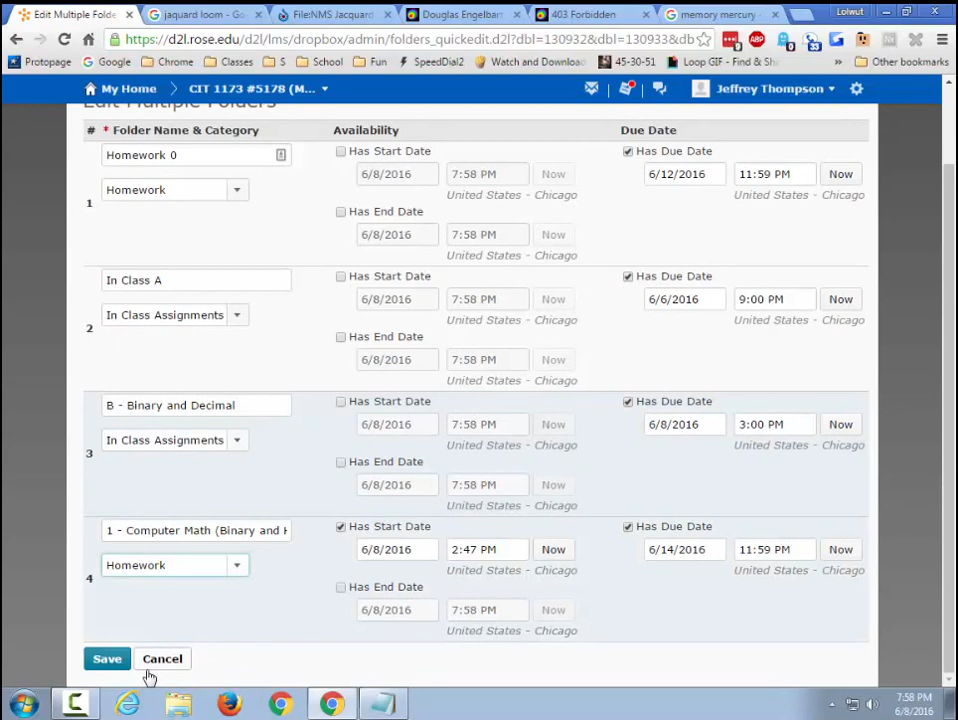 Edit Multiple Folde
jaquard loom - Go
File:NMS Jacquard
Douglas Engelbart
403 Forbidden
memory mercury -
Lolwut
https://d2l.rose.edu/d2l/lms/dropbox/admin/folders_quickedit.d2l?dbl=130932&dbl=130933&db
Protopage
Google
Chrome
Classes
S
School
Fun
SpeedDial2
Watch and Downloa
45-30-51
Loop GIF - Find & Sh
»
Other bookmarks
My Home
CIT 1173 #5178 (M...
Jeffrey Thompson
Edit Multiple Folders
# * Folder Name & Category Availability Due Date
Homework 0
Has Start Date
Has Due Date
6/8/2016 7:58 PM Now
6/12/2016 11:59 PM Now
Homework
United States - Chicago
United States - Chicago
1
Has End Date
6/8/2016 7:58 PM Now
United States - Chicago
In Class A
Has Start Date
Has Due Date
6/8/2016 7:58 PM Now
6/6/2016 9:00 PM Now
In Class Assignments
United States - Chicago
United States - Chicago
2
Has End Date
6/8/2016 7:58 PM Now
United States - Chicago
B - Binary and Decimal
Has Start Date
Has Due Date
6/8/2016 7:58 PM Now
6/8/2016 3:00 PM Now
In Class Assignments
United States - Chicago
United States - Chicago
3
Has End Date
6/8/2016 7:58 PM Now
United States - Chicago
1 - Computer Math (Binary and H
Has Start Date
Has Due Date
6/8/2016 2:47 PM Now
6/14/2016 11:59 PM Now
Homework
United States - Chicago
United States - Chicago
4
Has End Date
6/8/2016 7:58 PM Now
United States - Chicago
Save Cancel
7:58 PM
6/8/2016